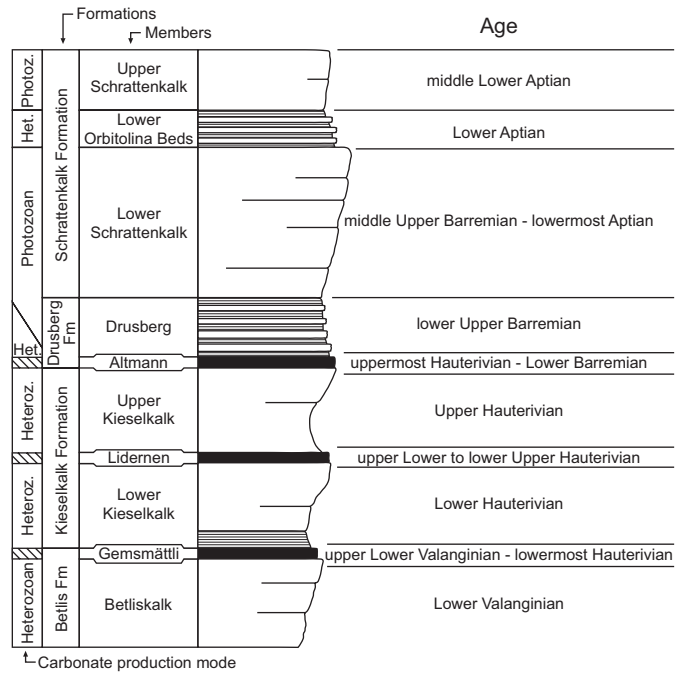 Formations
Members
Age
Photoz.
Upper
Schrattenkalk
middle Lower Aptian
Het.
Lower
Orbitolina Beds
Lower Aptian
Schrattenkalk Formation
Photozoan
Lower
Schrattenkalk
middle Upper Barremian - lowermost Aptian
Drusberg
Fm
Drusberg
lower Upper Barremian
Het.
Altmann
uppermost Hauterivian - Lower Barremian
Heteroz.
Kieselkalk Formation
Upper
Kieselkalk
Upper Hauterivian
Lidernen
upper Lower to lower Upper Hauterivian
Heteroz.
Lower
Kieselkalk
Lower Hauterivian
Gemsmättli
upper Lower Valanginian - lowermost Hauterivian
Heterozoan
Betlis Fm
Betliskalk
Lower Valanginian
Carbonate production mode